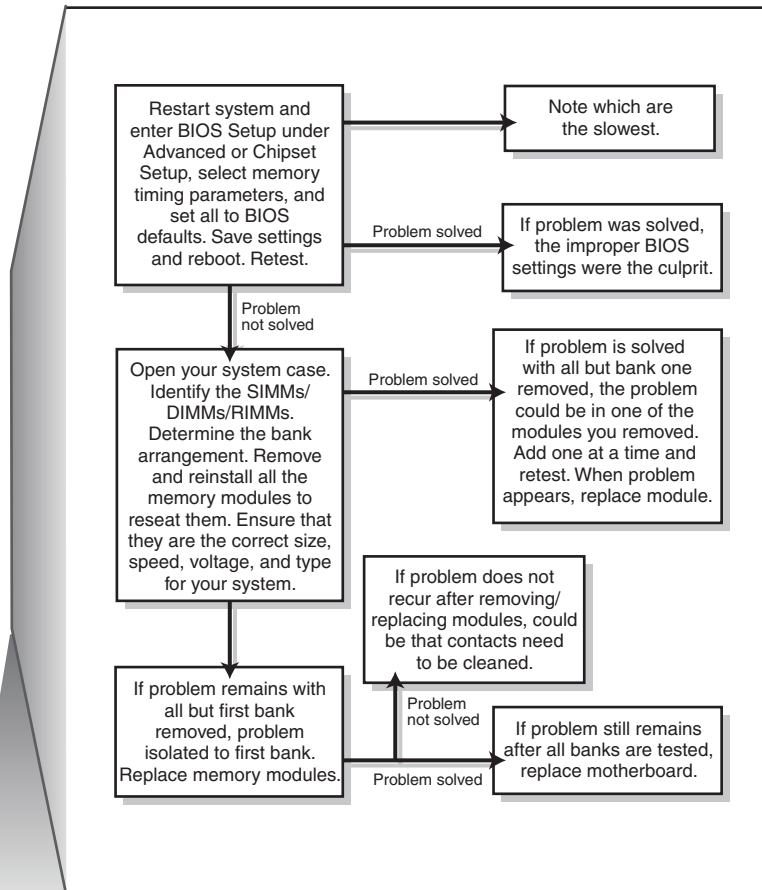 Restart system and
enter BIOS Setup under
Advanced or Chipset
Setup, select memory
timing parameters, and
set all to BIOS
defaults. Save settings
and reboot. Retest.
Note which are
the slowest.
Problem solved
If problem was solved,
the improper BIOS
settings were the culprit.
Problem
not solved
Open your system case.
Identify the SIMMs/
DIMMs/RIMMs.
Determine the bank
arrangement. Remove
and reinstall all the
memory modules to
reseat them. Ensure that
they are the correct size,
speed, voltage, and type
for your system.
Problem solved
If problem is solved
with all but bank one
removed, the problem
could be in one of the
modules you removed.
Add one at a time and
retest. When problem
appears, replace module.
If problem does not
recur after removing/
replacing modules, could
be that contacts need
to be cleaned.
If problem remains with
all but first bank
removed, problem
isolated to first bank.
Replace memory modules.
Problem
not solved
Problem solved
If problem still remains
after all banks are tested,
replace motherboard.